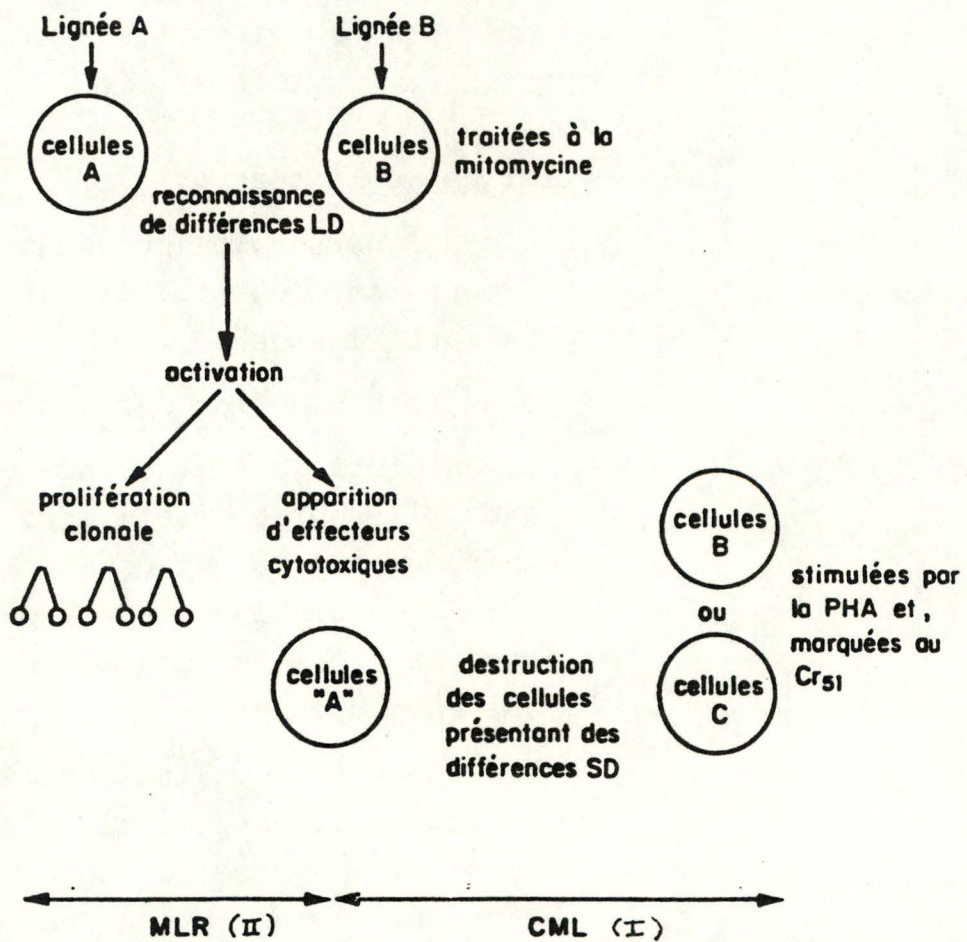 Lignée A
Lignée B
cellules
A
cellules
B
traitées à la
mitomycine
reconnaissance
de différences LD
activation
prolifération
clonale
apparition
d'effecteurs
cytotoxiques
cellules
"A"
destruction
des cellules
présentant des
différences SD
cellules
B
ou
cellules
C
stimulées par
la PHA et ,
marquées au
Cr51
MLR (II)
CML (I)